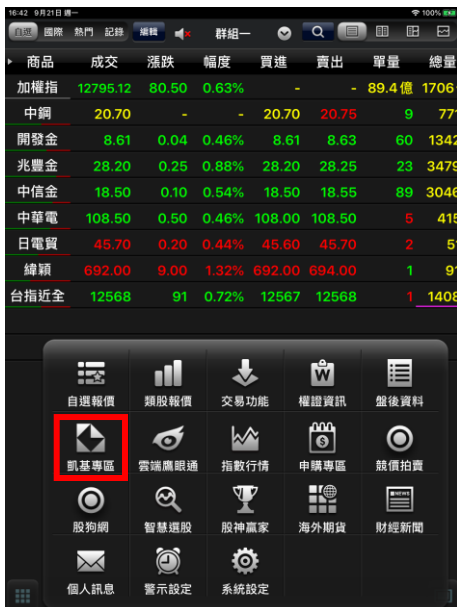 16:42 9月21日 週一 100%
自選 國際 熱門 記錄 編輯 群組一
商品 成交 漲跌 幅度 買進 賣出 單量 總量
加權指 12795.12 80.50 0.63% - - 89.4億 1706
中鋼 20.70 - - 20.70 20.75 9 77
開發金 8.61 0.04 0.46% 8.61 8.63 60 1342
兆豐金 28.20 0.25 0.88% 28.20 28.25 23 3479
中信金 18.50 0.10 0.54% 18.50 18.55 89 3046
中華電 108.50 0.50 0.46% 108.00 108.50 5 415
日電貿 45.70 0.20 0.44% 45.60 45.70 2 5
緯穎 692.00 9.00 1.32% 692.00 694.00 1 9
台指近全 12568 91 0.72% 12567 12568 1 1408
自選報價 類股報價 交易功能 權證資訊 盤後資料
凱基專區 雲端鷹眼通 指數行情 申購專區 競價拍賣
NEWS
股狗網 智慧選股 股神贏家 海外期貨 財經新聞
個人訊息 警示設定 系統設定